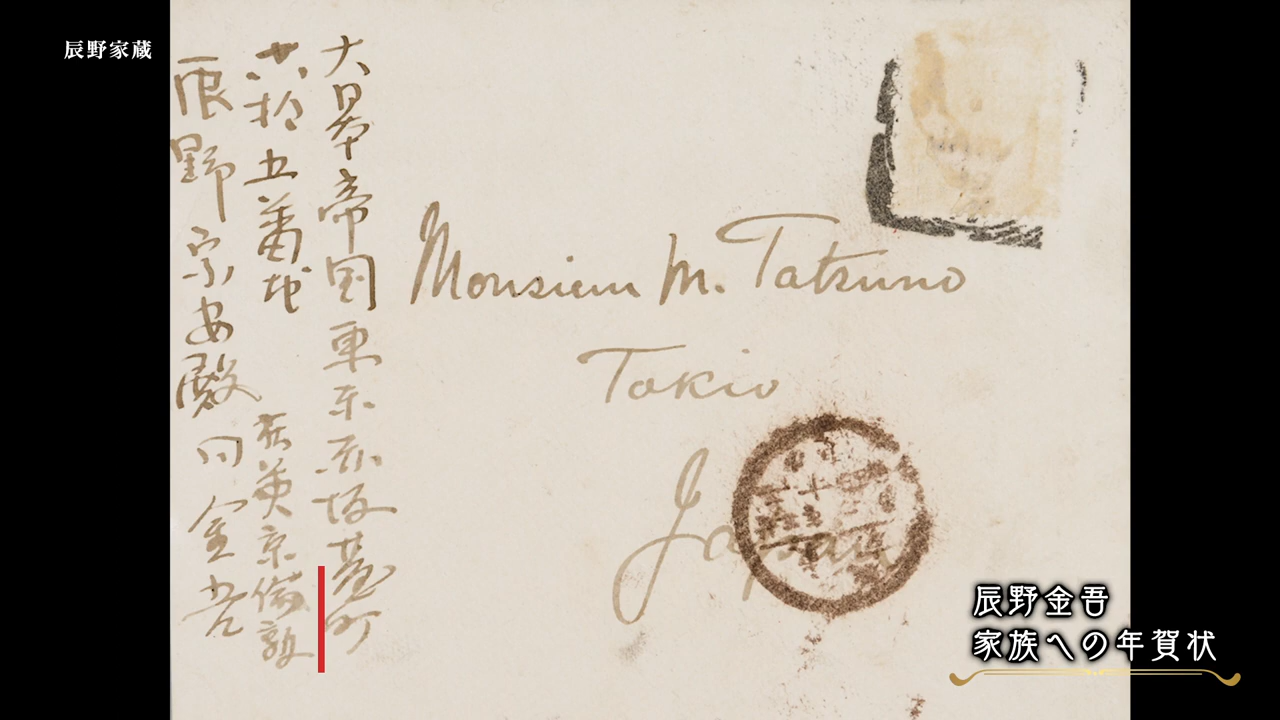 辰野家蔵
大日本帝国東京赤坂薹町
六拾五番地 在英京倫敦
辰野宗安殿 同金吾
Monsieur M. Tatsuno
Tokio
Japan
辰野金吾
家族への年賀状